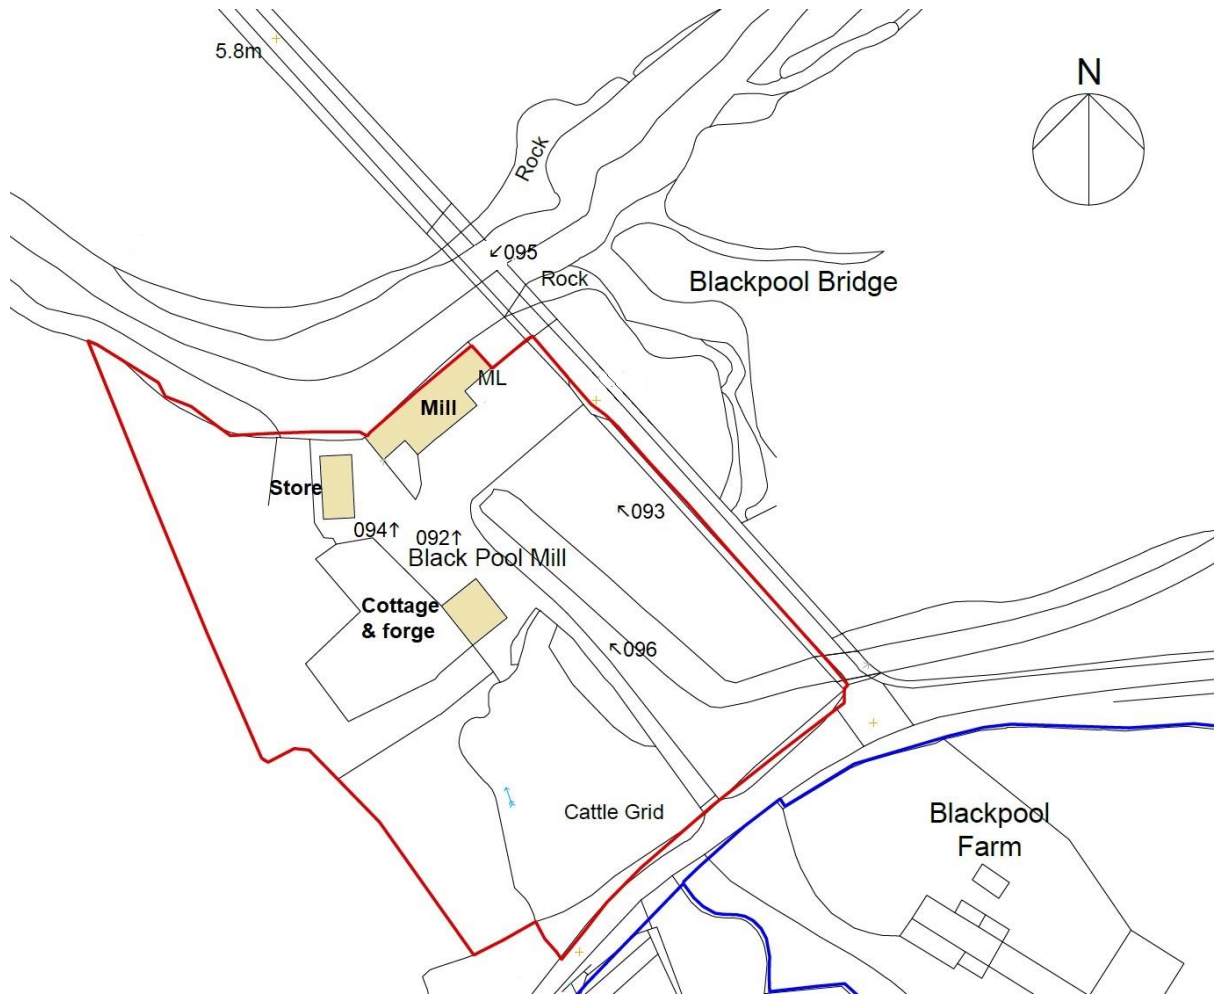 5.8m
N
Rock
↙095
Rock
Blackpool Bridge
ML
Mill
Store
↖093
094↑
092↑
Black Pool Mill
Cottage
& forge
↖096
Cattle Grid
Blackpool
Farm